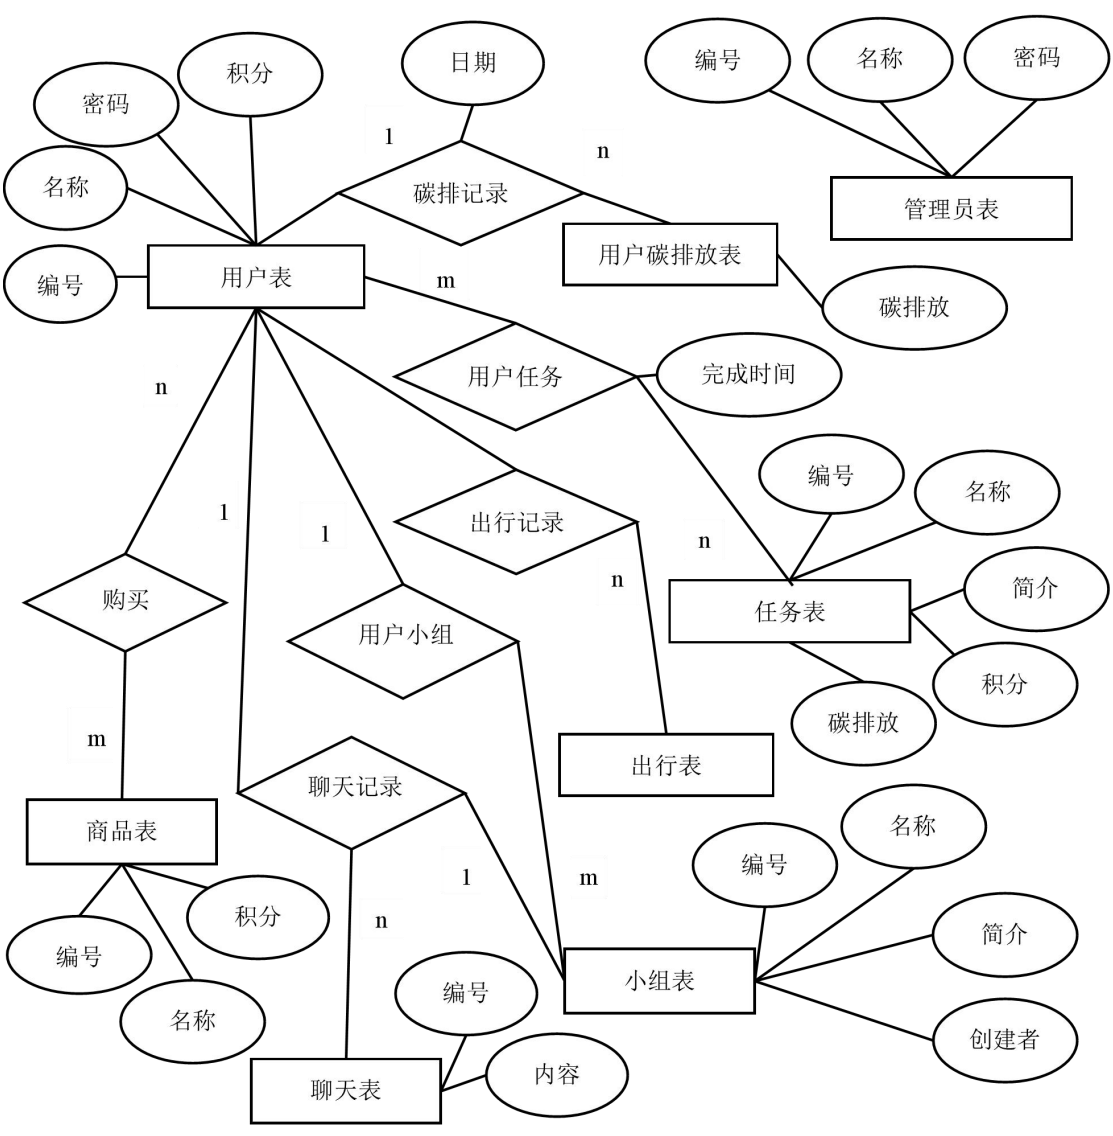 日期
编号
名称
密码
积分
密码
1
n
名称
碳排记录
管理员表
用户碳排放表
用户表
编号
m
碳排放
用户任务
完成时间
n
编号
名称
1
1
出行记录
n
n
简介
购买
任务表
用户小组
积分
碳排放
m
出行表
聊天记录
名称
商品表
编号
1
m
积分
n
简介
编号
编号
小组表
名称
创建者
聊天表
内容